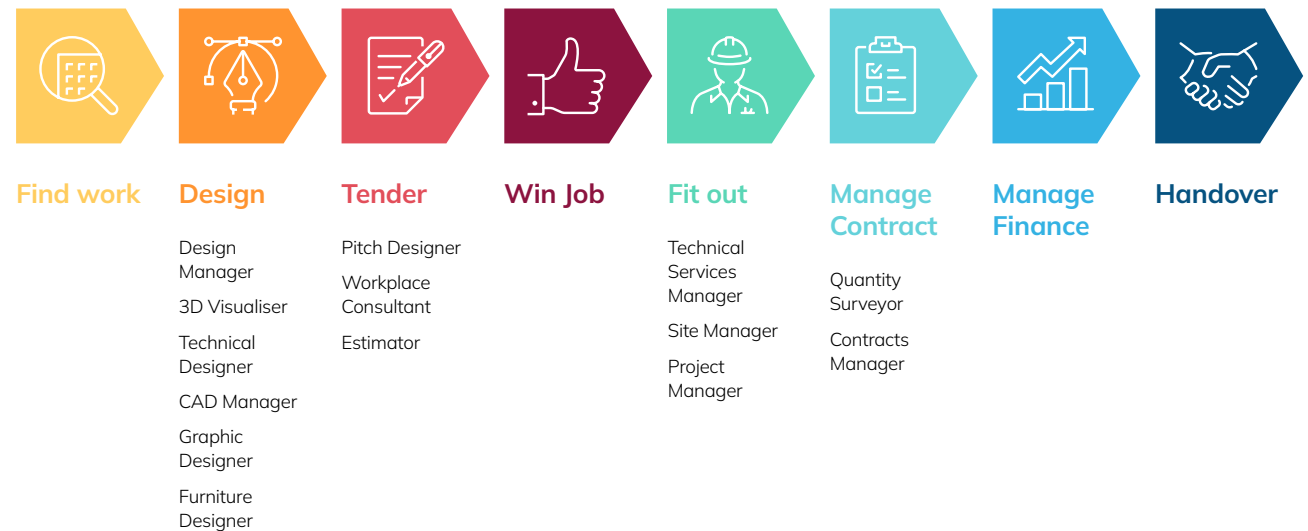 Find work
Design
Design
Manager
3D Visualiser
Technical
Designer
CAD Manager
Graphic
Designer
Furniture
Designer
Tender
Pitch Designer
Workplace
Consultant
Estimator
Win Job
Fit out
Technical
Services
Manager
Site Manager
Project
Manager
Manage
Contract
Quantity
Surveyor
Contracts
Manager
Manage
Finance
Handover